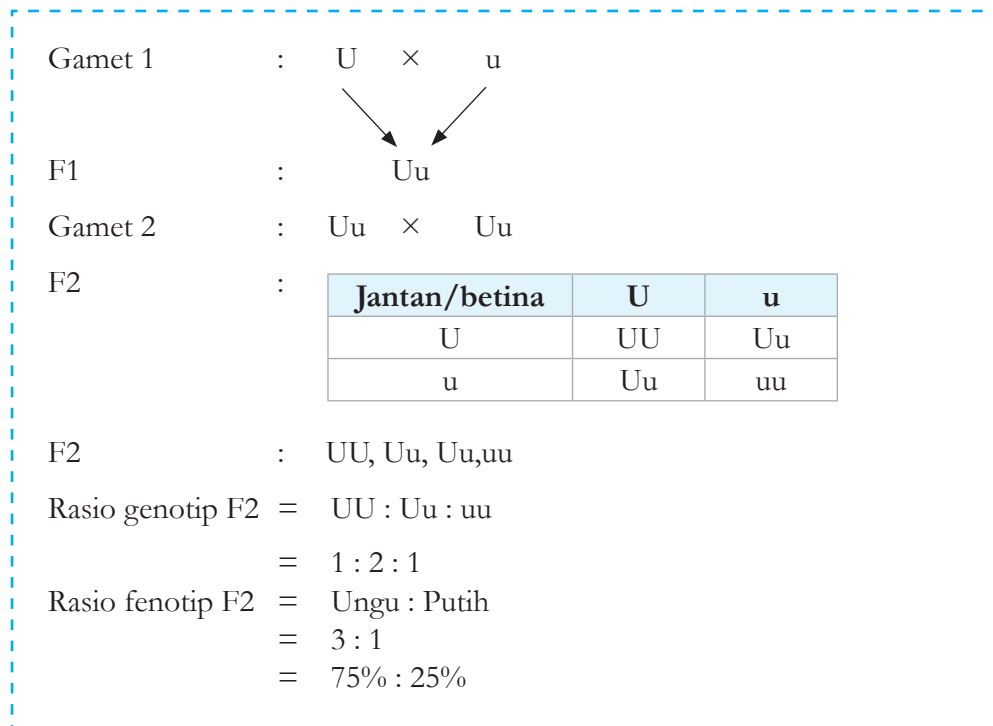 Gamet 1 : U × u
F1 : Uu
Gamet 2 : Uu × Uu
F2 :
Jantan/betina U u
U UU Uu
u Uu uu
F2 : UU, Uu, Uu,uu
Rasio genotip F2 = UU : Uu : uu
= 1 : 2 : 1
Rasio fenotip F2 = Ungu : Putih
= 3 : 1
= 75% : 25%